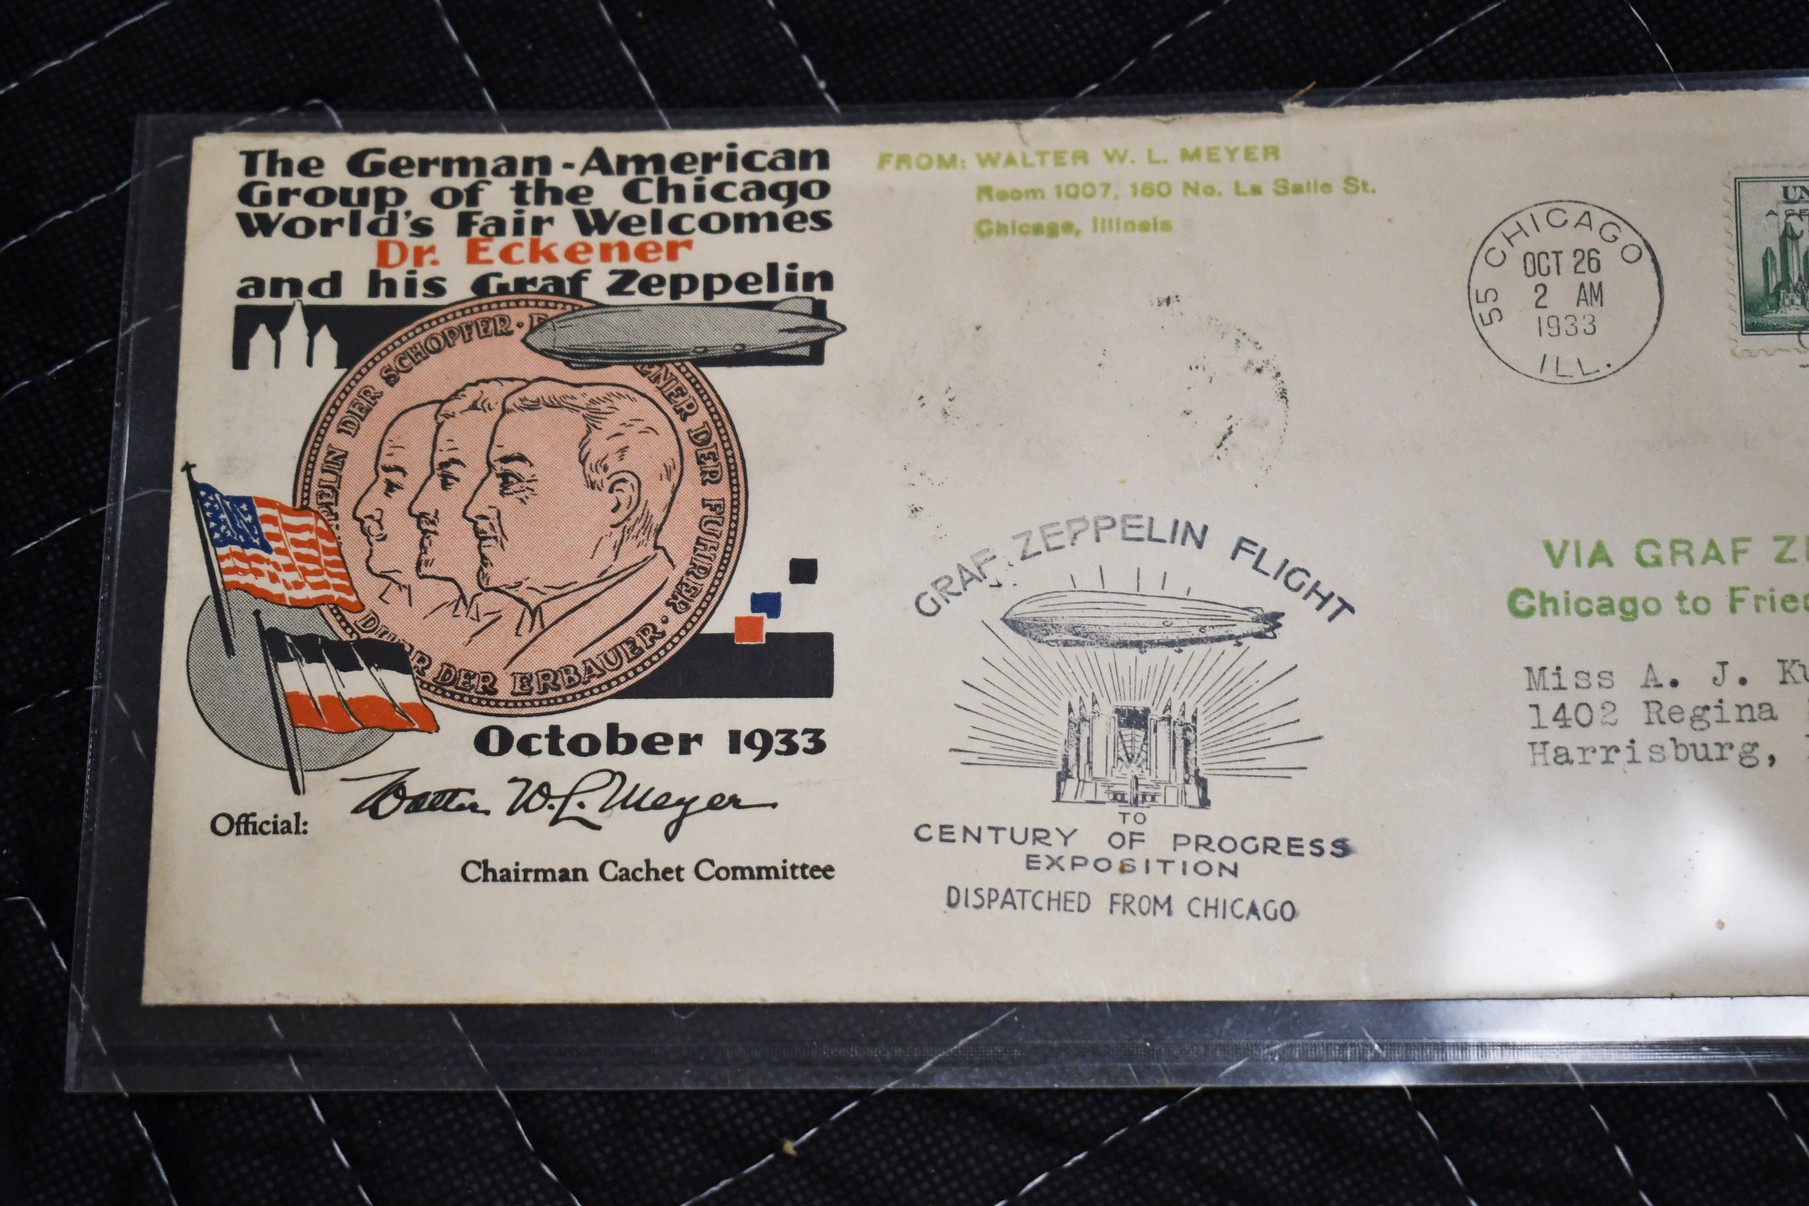 The German-American
Group of the Chicago
World's Fair Welcomes
Dr. Eckener
and his Graf Zeppelin
DER SCHOPFER · DER FUHRER · DER ERBAUER ·
October 1933
Walter W. L. Meyer
Official:
Chairman Cachet Committee
FROM: WALTER W. L. MEYER
Room 1007, 160 No. La Salle St.
Chicago, Illinois
GRAF ZEPPELIN FLIGHT
TO
CENTURY OF PROGRESS
EXPOSITION
DISPATCHED FROM CHICAGO
55 CHICAGO
OCT 26
2 AM
1933
ILL.
VIA GRAF
Chicago to
Miss A. J.
1402 Regina
Harrisburg,